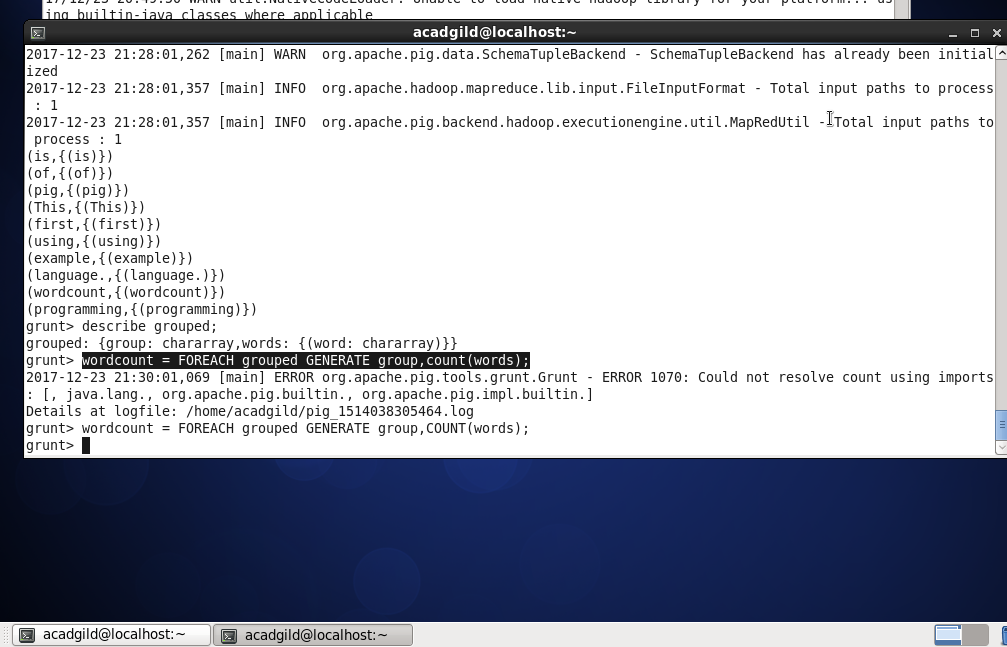 ing builtin-java classes where applicable
acadgild@localhost:~
2017-12-23 21:28:01,262 [main] WARN  org.apache.pig.data.SchemaTupleBackend - SchemaTupleBackend has already been initial
ized
2017-12-23 21:28:01,357 [main] INFO  org.apache.hadoop.mapreduce.lib.input.FileInputFormat - Total input paths to process
 : 1
2017-12-23 21:28:01,357 [main] INFO  org.apache.pig.backend.hadoop.executionengine.util.MapRedUtil - Total input paths to
 process : 1
(is,{(is)})
(of,{(of)})
(pig,{(pig)})
(This,{(This)})
(first,{(first)})
(using,{(using)})
(example,{(example)})
(language.,{(language.)})
(wordcount,{(wordcount)})
(programming,{(programming)})
grunt> describe grouped;
grouped: {group: chararray,words: {(word: chararray)}}
grunt> wordcount = FOREACH grouped GENERATE group,count(words);
2017-12-23 21:30:01,069 [main] ERROR org.apache.pig.tools.grunt.Grunt - ERROR 1070: Could not resolve count using imports
: [, java.lang., org.apache.pig.builtin., org.apache.pig.impl.builtin.]
Details at logfile: /home/acadgild/pig_1514038305464.log
grunt> wordcount = FOREACH grouped GENERATE group,COUNT(words);
grunt>
acadgild@localhost:~
acadgild@localhost:~